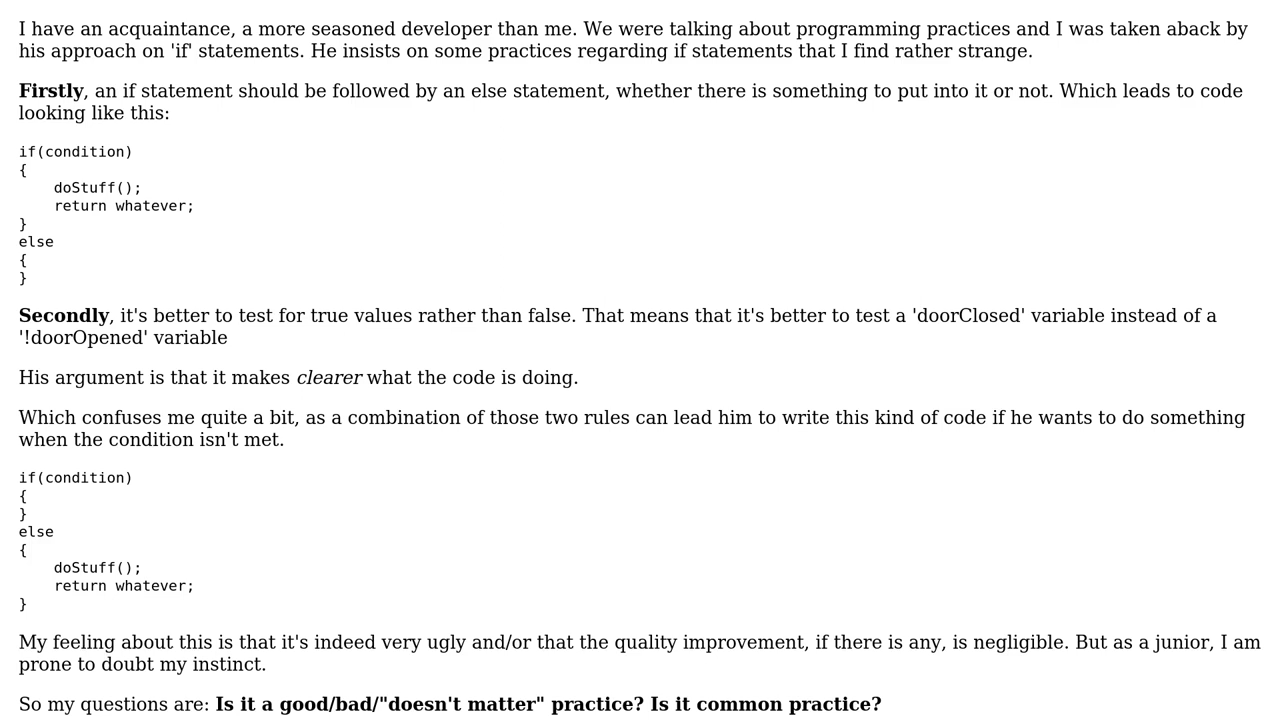 I have an acquaintance, a more seasoned developer than me. We were talking about programming practices and I was taken aback by
his approach on 'if' statements. He insists on some practices regarding if statements that I find rather strange.
Firstly, an if statement should be followed by an else statement, whether there is something to put into it or not. Which leads to code
looking like this:
if(condition)
{
    doStuff();
    return whatever;
}
else
{
}
Secondly, it's better to test for true values rather than false. That means that it's better to test a 'doorClosed' variable instead of a
'!doorOpened' variable
His argument is that it makes clearer what the code is doing.
Which confuses me quite a bit, as a combination of those two rules can lead him to write this kind of code if he wants to do something
when the condition isn't met.
if(condition)
{
}
else
{
    doStuff();
    return whatever;
}
My feeling about this is that it's indeed very ugly and/or that the quality improvement, if there is any, is negligible. But as a junior, I am
prone to doubt my instinct.
So my questions are: Is it a good/bad/"doesn't matter" practice? Is it common practice?